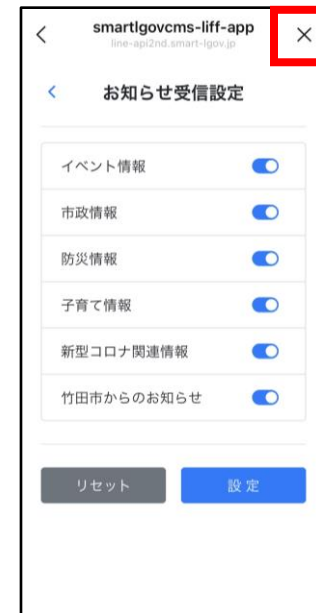 smartlgovcms-liff-app
line-api2nd.smart-lgov.jp
お知らせ受信設定
イベント情報
市政情報
防災情報
子育て情報
新型コロナ関連情報
竹田市からのお知らせ
リセット
設定